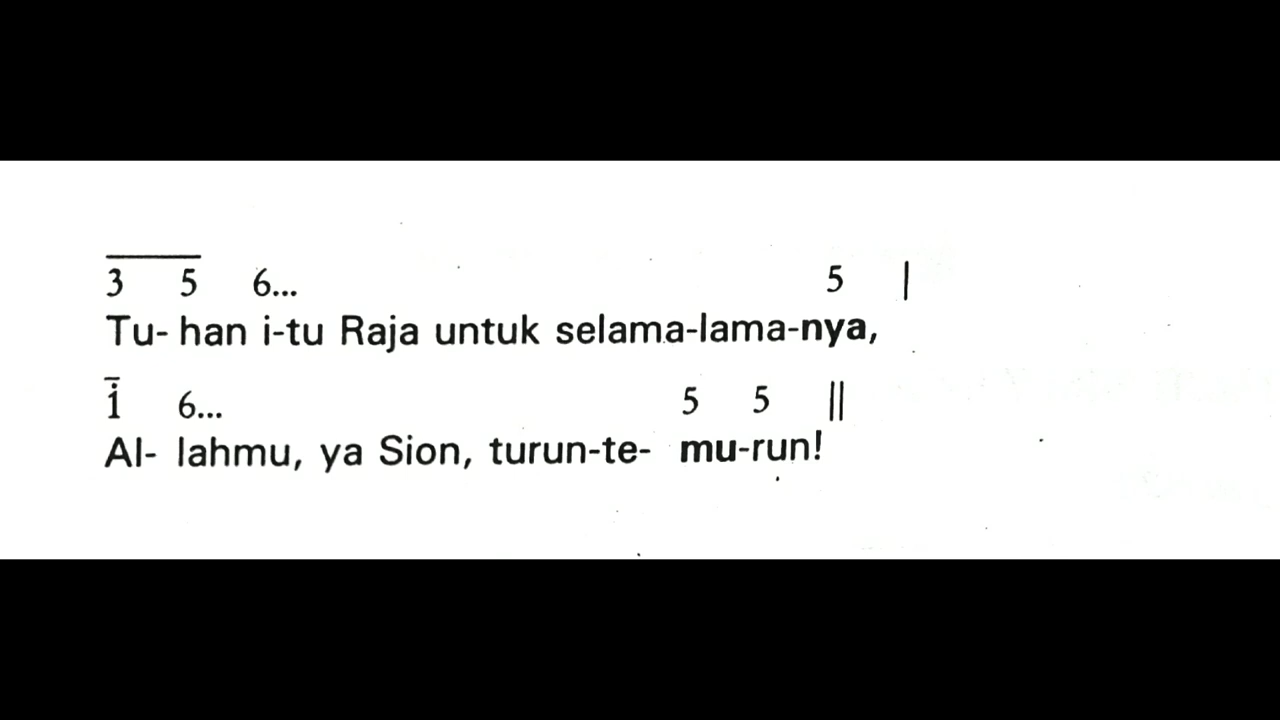 3 5 6... 5 |
Tu- han i-tu Raja untuk selama-lama-nya,
i̅ 6... 5 5 ||
Al- lahmu, ya Sion, turun-te- mu-run!